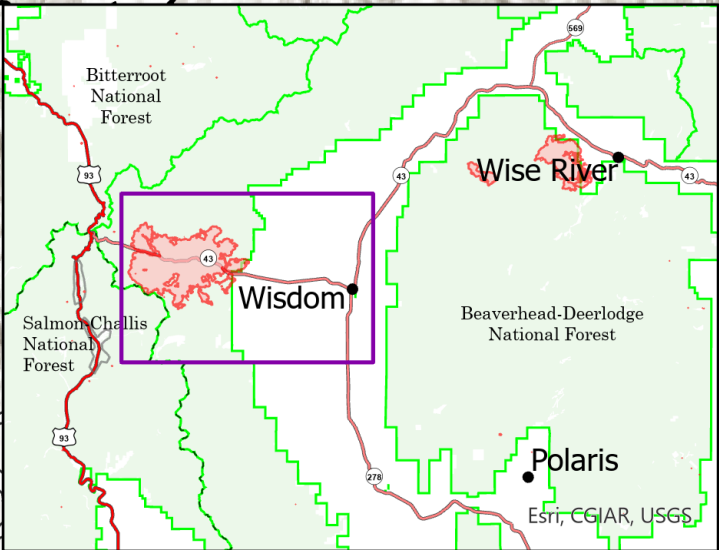 569
Bitterroot
National
Forest
93
43
Wise River
43
43
Wisdom
Salmon-Challis
National
Forest
Beaverhead-Deerlodge
National Forest
93
Polaris
278
Esri, CGIAR, USGS